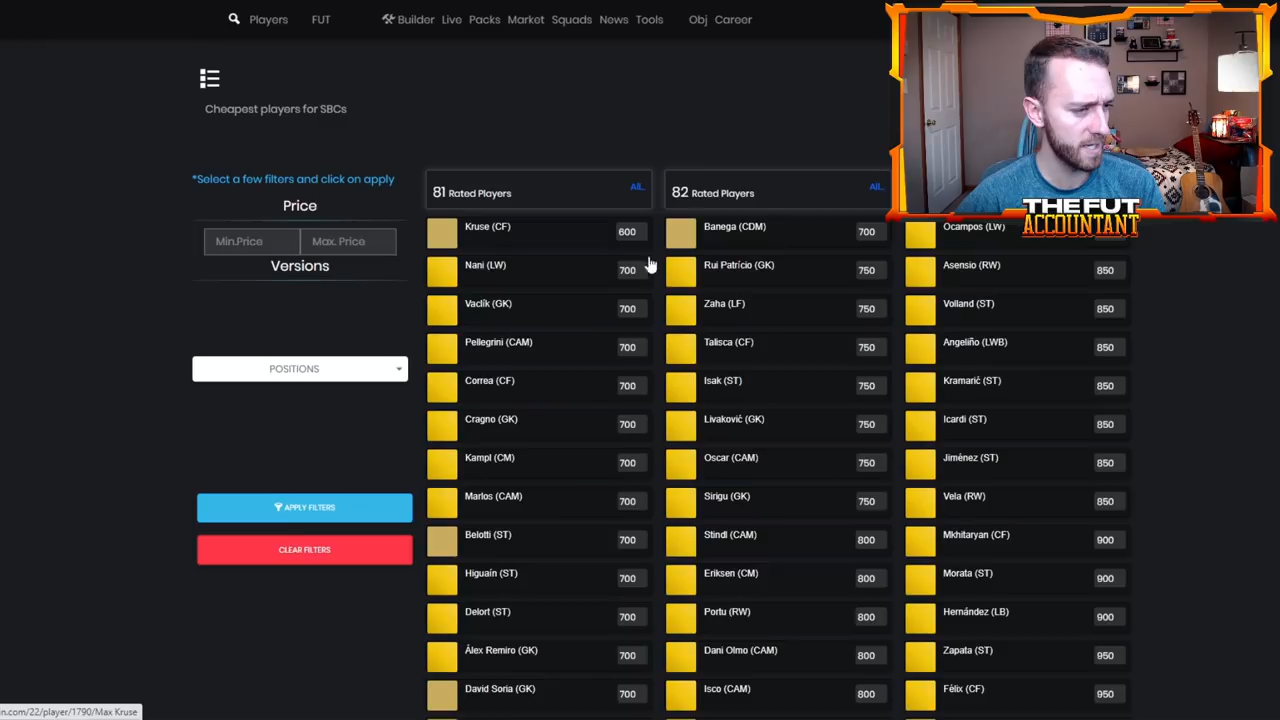 Players FUT Builder Live Packs Market Squads News Tools Obj Career
Cheapest players for SBCs
THE FUT
ACCOUNTANT
*Select a few filters and click on apply
Price
Min.Price Max. Price
Versions
POSITIONS
APPLY FILTERS
CLEAR FILTERS
81 Rated Players All..
Kruse (CF) 600
Nani (LW) 700
Vaclík (GK) 700
Pellegrini (CAM) 700
Correa (CF) 700
Cragno (GK) 700
Kampl (CM) 700
Marlos (CAM) 700
Belotti (ST) 700
Higuaín (ST) 700
Delort (ST) 700
Álex Remiro (GK) 700
David Soria (GK) 700
82 Rated Players All..
Banega (CDM) 700
Rui Patrício (GK) 750
Zaha (LF) 750
Talisca (CF) 750
Isak (ST) 750
Livaković (GK) 750
Oscar (CAM) 750
Sirigu (GK) 750
Stindl (CAM) 800
Eriksen (CM) 800
Portu (RW) 800
Dani Olmo (CAM) 800
Isco (CAM) 800
Ocampos (LW)
Asensio (RW) 850
Volland (ST) 850
Angeliño (LWB) 850
Kramarić (ST) 850
Icardi (ST) 850
Jiménez (ST) 850
Vela (RW) 850
Mkhitaryan (CF) 900
Morata (ST) 900
Hernández (LB) 900
Zapata (ST) 950
Félix (CF) 950
n.com/22/player/1790/Max Kruse